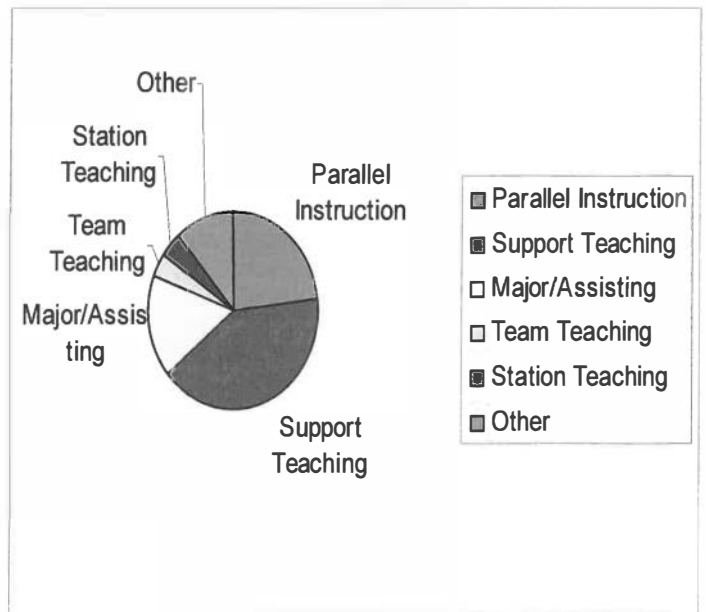 Other
Station
Teaching
Parallel
Instruction
Team
Teaching
Major/Assis
ting
Support
Teaching
Parallel Instruction
Support Teaching
Major/Assisting
Team Teaching
Station Teaching
Other